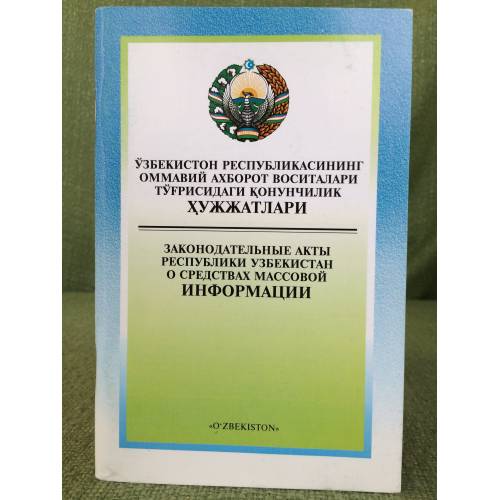 ЎЗБЕКИСТОН РЕСПУБЛИКАСИНИНГ
ОММАВИЙ АХБОРОТ ВОСИТАЛАРИ
ТЎҒРИСИДАГИ ҚОНУНЧИЛИК
ҲУЖЖАТЛАРИ
ЗАКОНОДАТЕЛЬНЫЕ АКТЫ
РЕСПУБЛИКИ УЗБЕКИСТАН
О СРЕДСТВАХ МАССОВОЙ
ИНФОРМАЦИИ
«O‘ZBEKISTON»